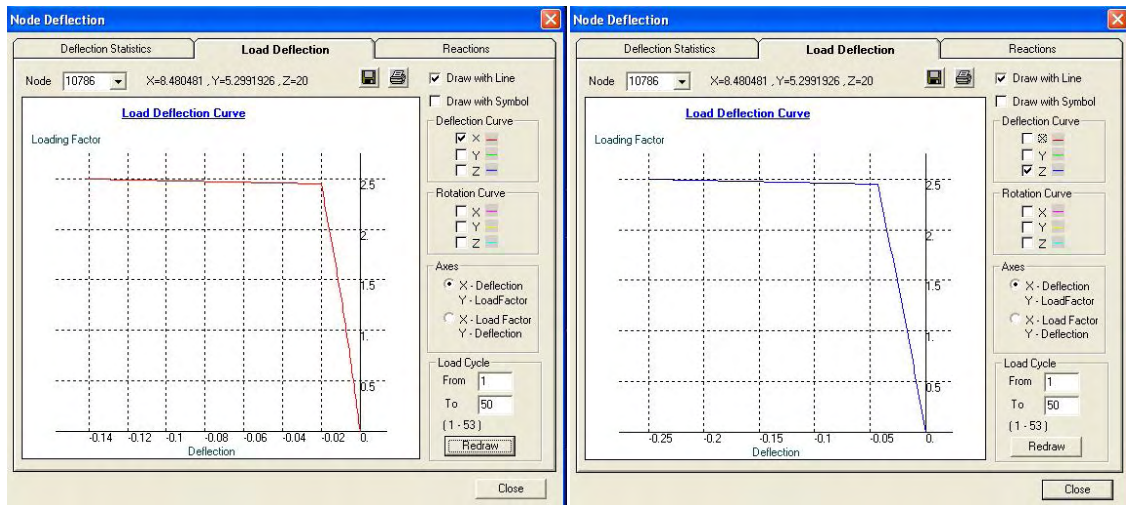 Node Deflection
Deflection Statistics
Load Deflection
Reactions
Node 10786 X=8.480481 , Y=5.2991926 , Z=20
Draw with Line
Draw with Symbol
Load Deflection Curve
Loading Factor
2.5
2.
1.5
1.
0.5
-0.14 -0.12 -0.1 -0.08 -0.06 -0.04 -0.02 0.
Deflection
Deflection Curve
X
Y
Z
Rotation Curve
X
Y
Z
Axes
X - Deflection
Y - LoadFactor
X - Load Factor
Y - Deflection
Load Cycle
From 1
To 50
( 1 - 53 )
Redraw
Close
Node Deflection
Deflection Statistics
Load Deflection
Reactions
Node 10786 X=8.480481 , Y=5.2991926 , Z=20
Draw with Line
Draw with Symbol
Load Deflection Curve
Loading Factor
2.5
2.
1.5
1.
0.5
-0.25 -0.2 -0.15 -0.1 -0.05 0.
Deflection
Deflection Curve
X
Y
Z
Rotation Curve
X
Y
Z
Axes
X - Deflection
Y - LoadFactor
X - Load Factor
Y - Deflection
Load Cycle
From 1
To 50
( 1 - 53 )
Redraw
Close